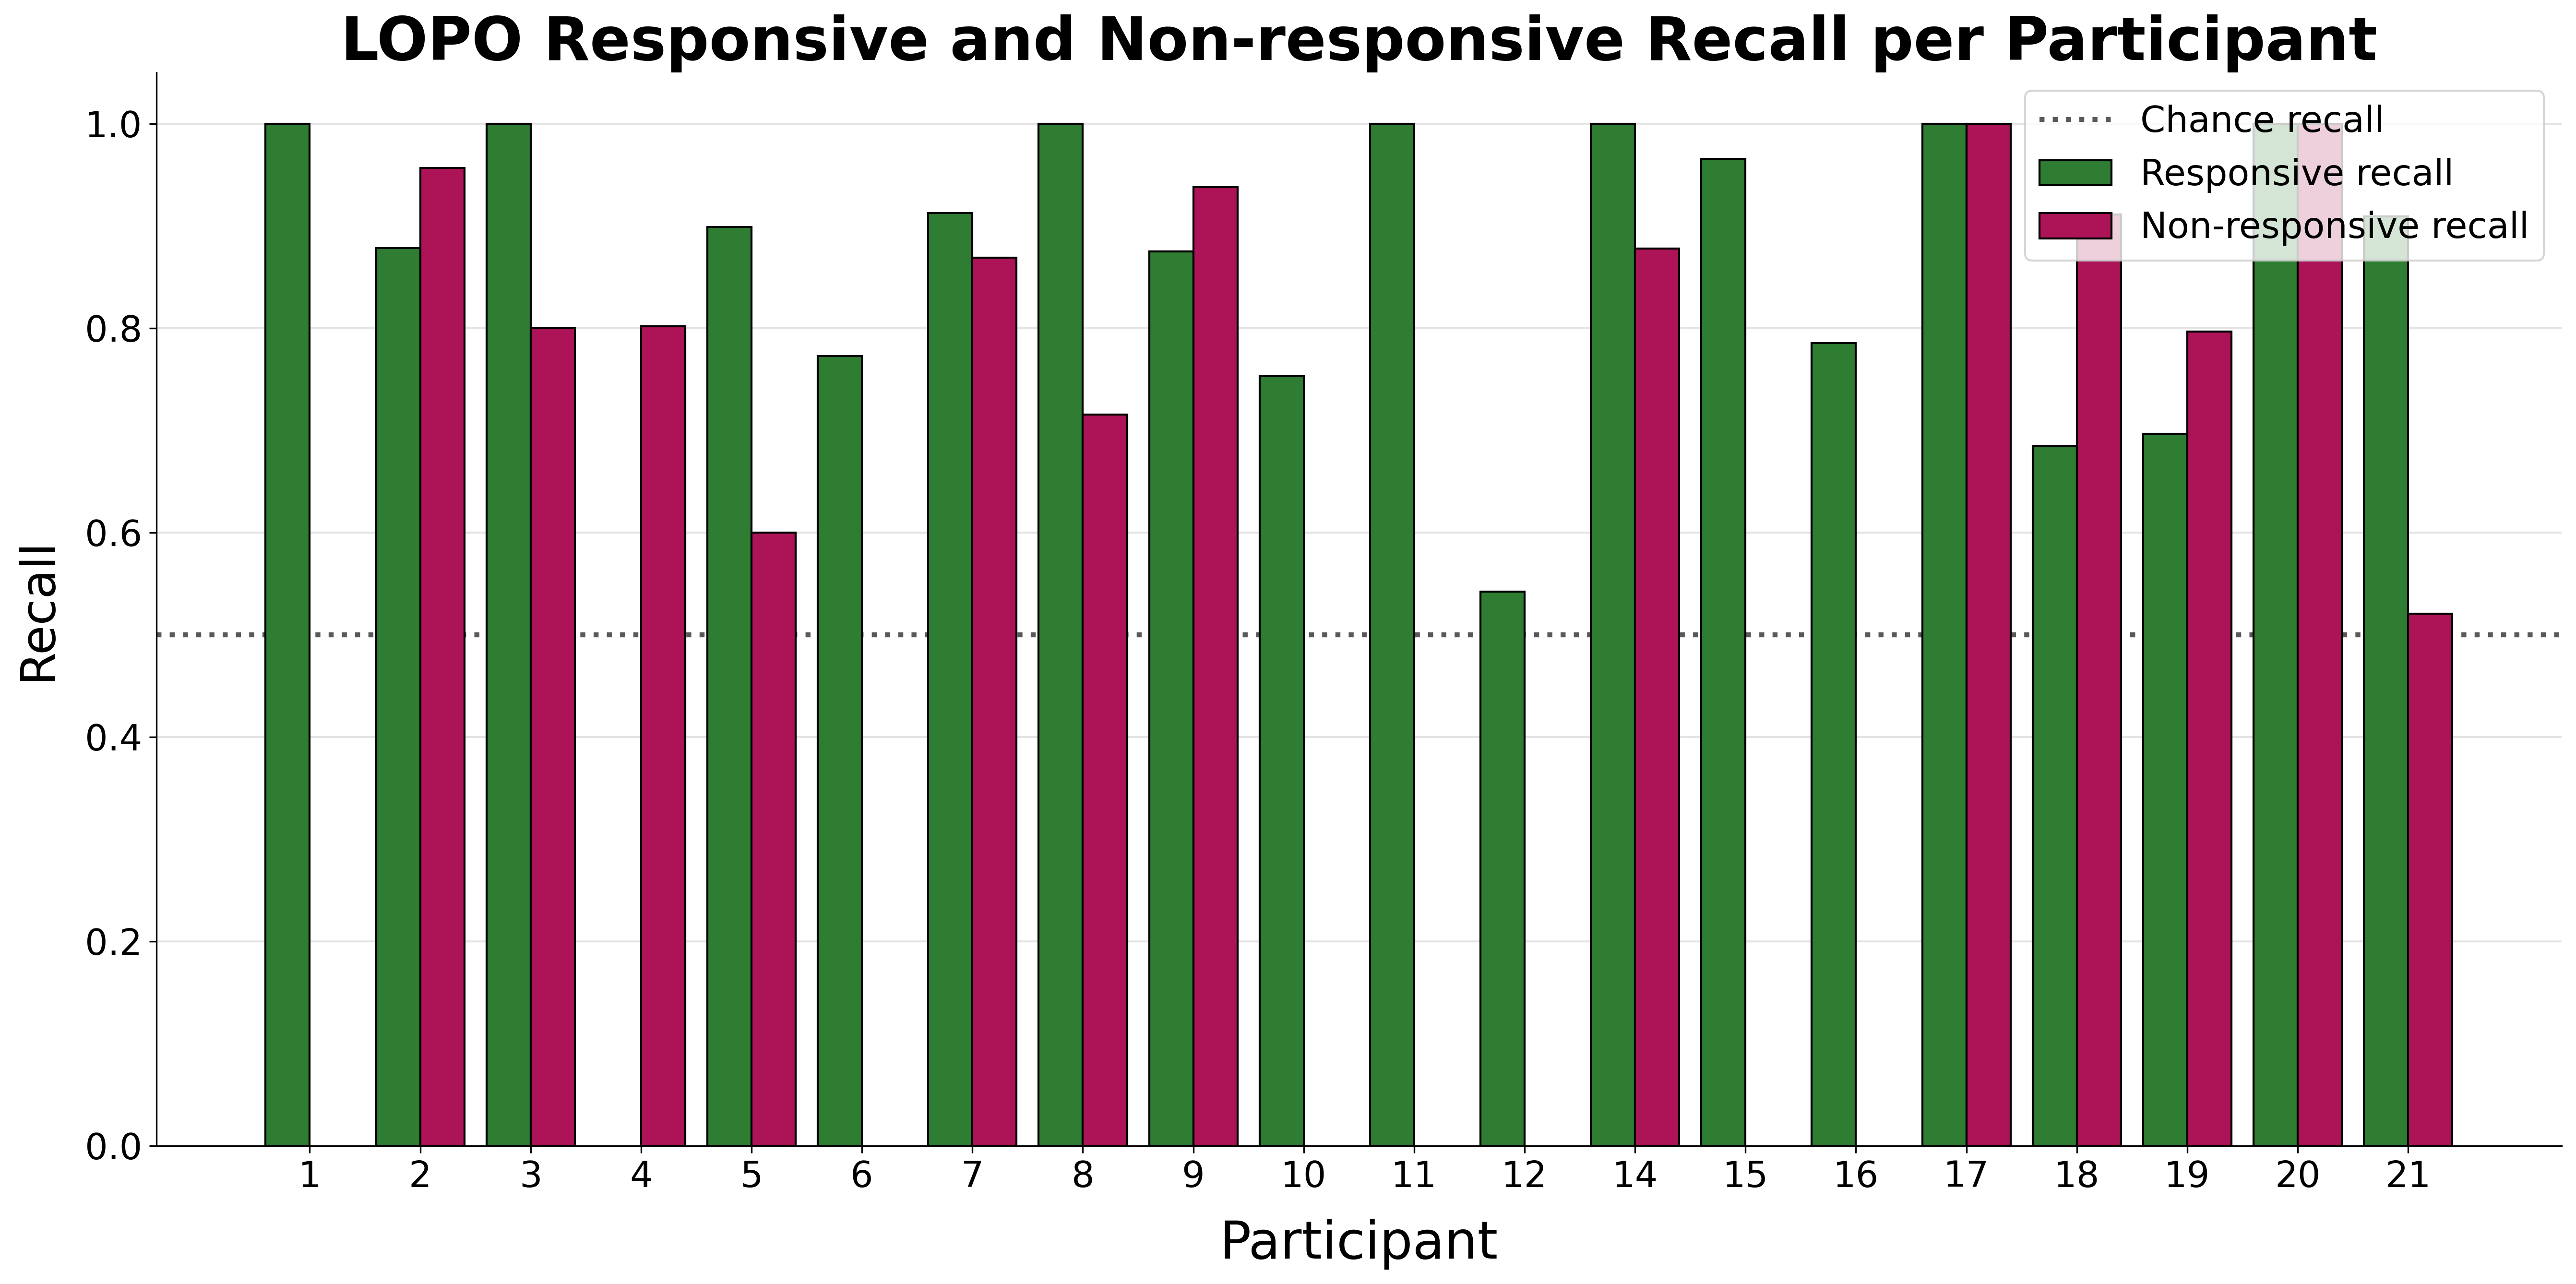 LOPO Responsive and Non-responsive Recall per Participant
Chance recall
Responsive recall
Non-responsive recall
Recall
1.0
0.8
0.6
0.4
0.2
0.0
1 2 3 4 5 6 7 8 9 10 11 12 14 15 16 17 18 19 20 21
Participant